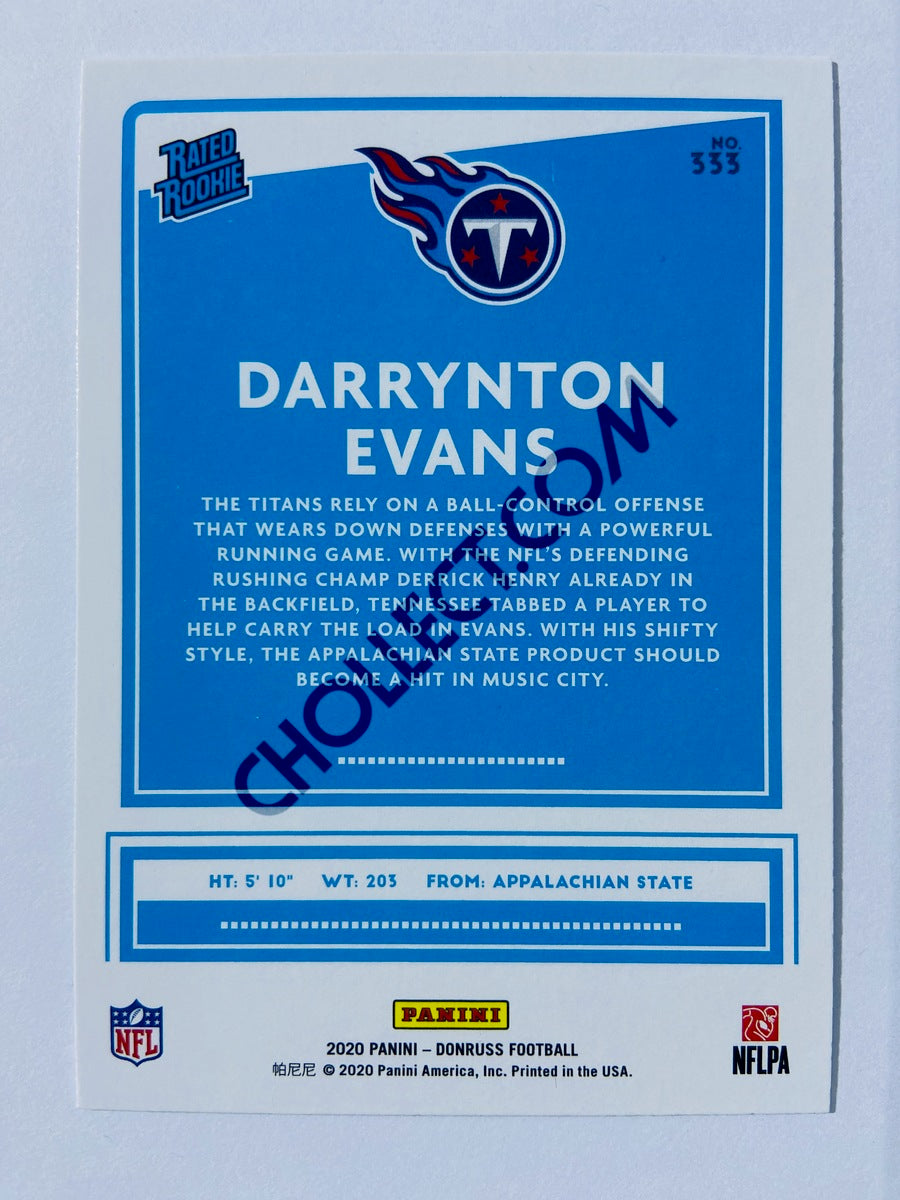 RATED
ROOKIE
NO.
333
T
DARRYNTON
EVANS
THE TITANS RELY ON A BALL-CONTROL OFFENSE
THAT WEARS DOWN DEFENSES WITH A POWERFUL
RUNNING GAME. WITH THE NFL'S DEFENDING
RUSHING CHAMP DERRICK HENRY ALREADY IN
THE BACKFIELD, TENNESSEE TABBED A PLAYER TO
HELP CARRY THE LOAD IN EVANS. WITH HIS SHIFTY
STYLE, THE APPALACHIAN STATE PRODUCT SHOULD
BECOME A HIT IN MUSIC CITY.
CHOLLECT.COM
HT: 5' 10" WT: 203 FROM: APPALACHIAN STATE
NFL
PANINI
2020 PANINI – DONRUSS FOOTBALL
帕尼尼 © 2020 Panini America, Inc. Printed in the USA.
NFLPA